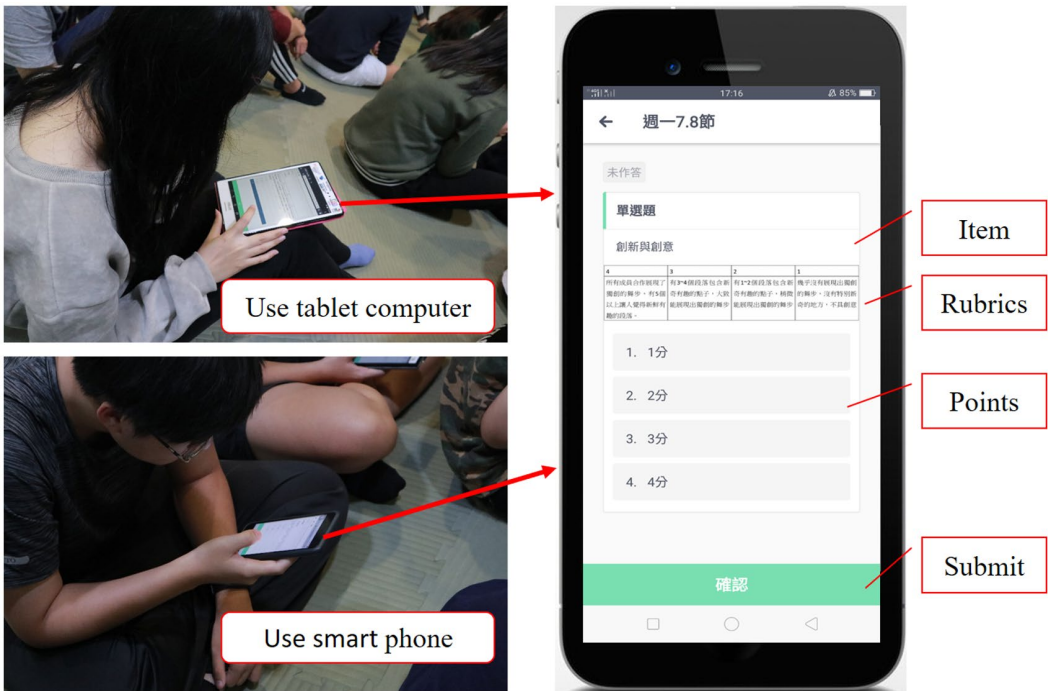 Use tablet computer
Use smart phone
17:16
85%
← 週一7.8節
未作答
單選題
創新與創意
4 3 2 1
所有成員合作展現了 有3~4個段落包含新 有1~2個段落包含新 幾乎沒有展現出獨創
獨創的舞步，有5個 奇有趣的點子，大致 奇有趣的點子，稍微 的舞步，沒有特別新
以上讓人覺得新鮮有 能展現出獨創的舞步 能展現出獨創的舞步 奇的地方，不具創意
趣的段落。
1. 1分
2. 2分
3. 3分
4. 4分
確認
Item
Rubrics
Points
Submit